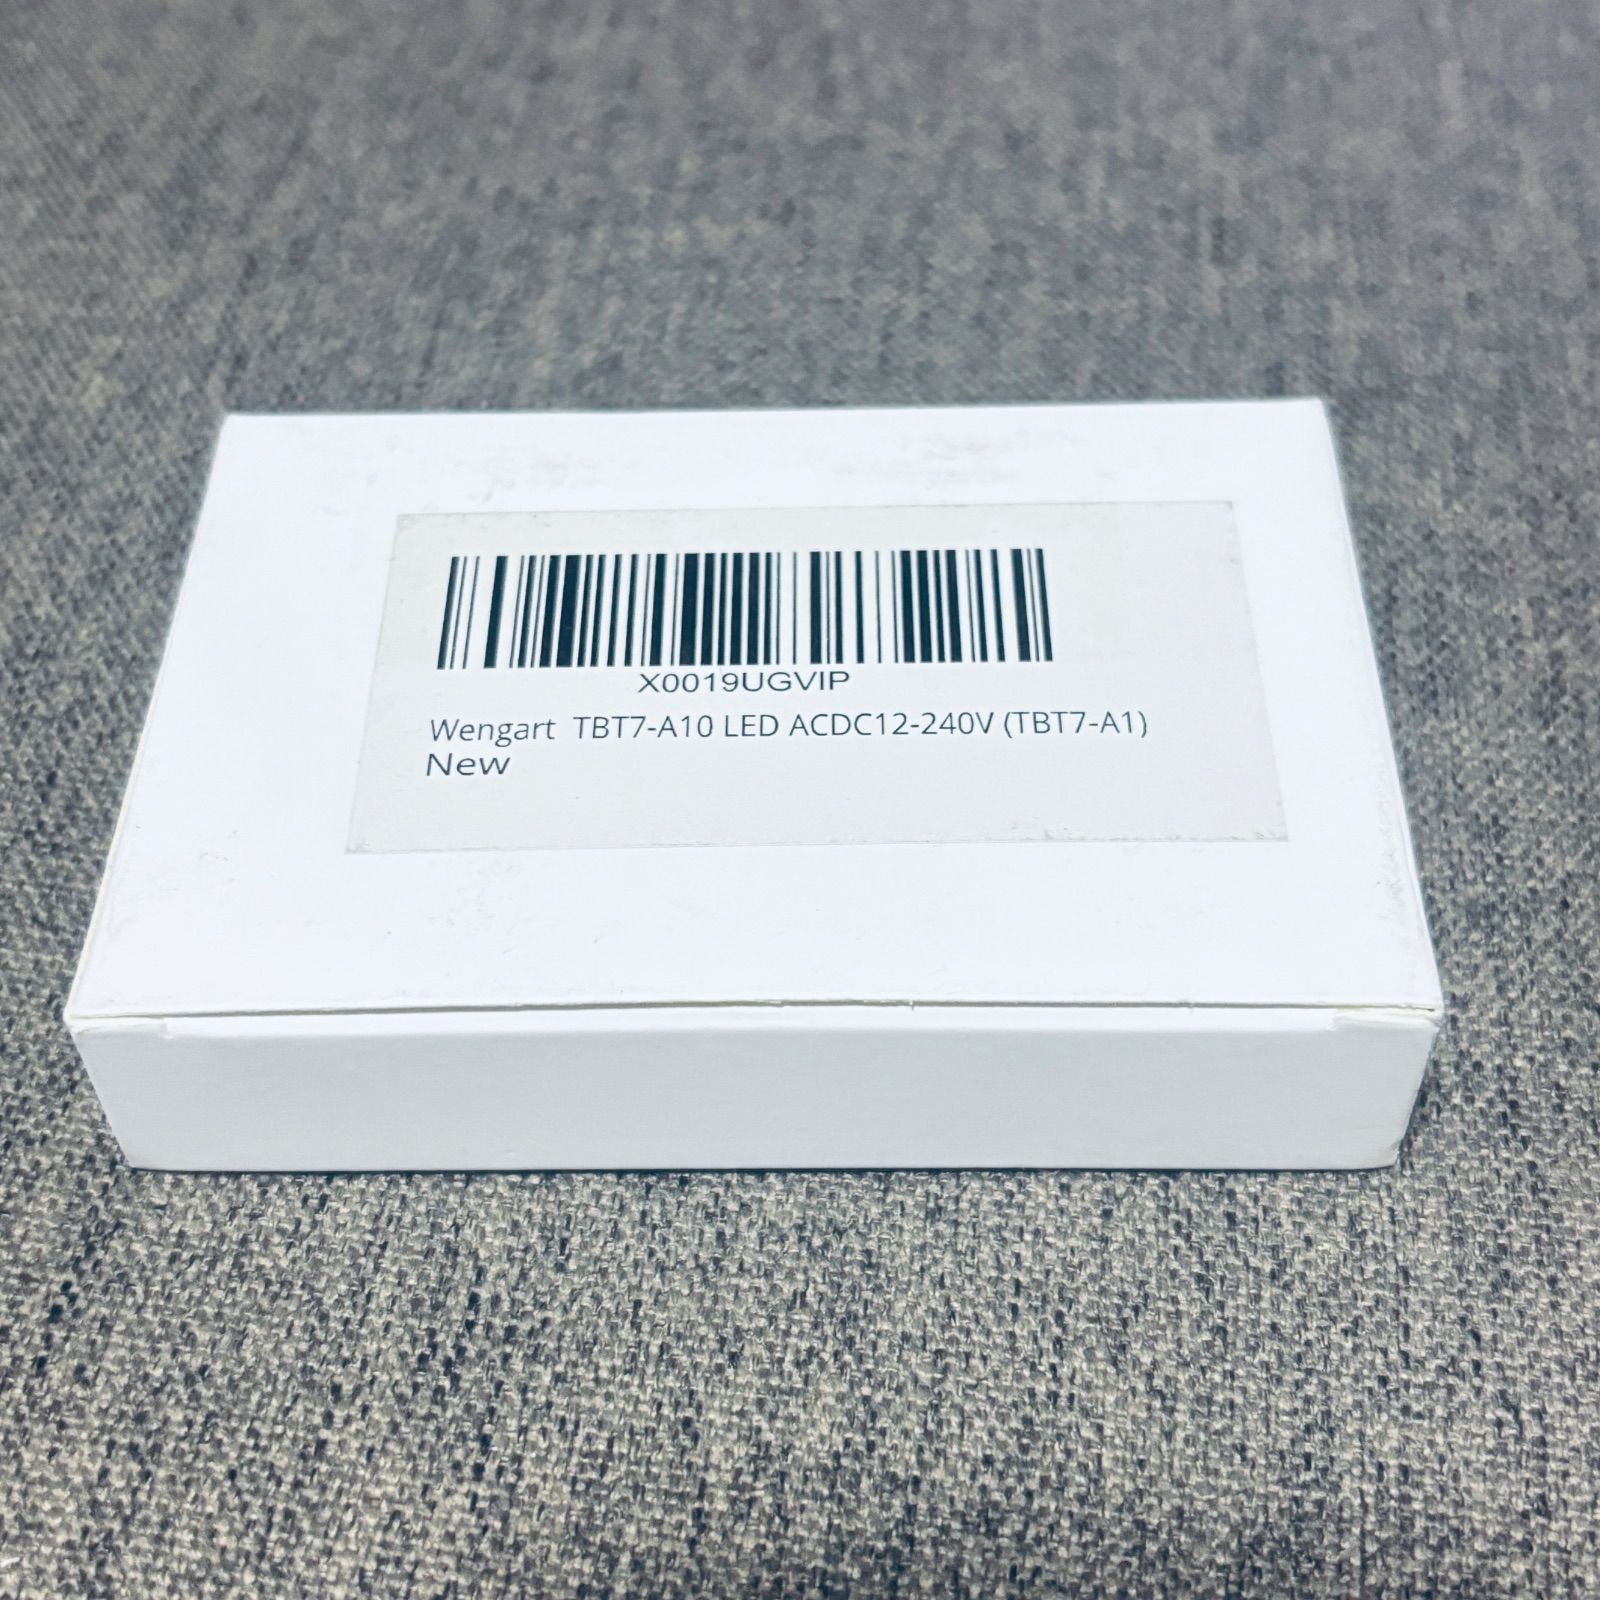 X0019UGVIP
Wengart TBT7-A10 LED ACDC12-240V (TBT7-A1)
New